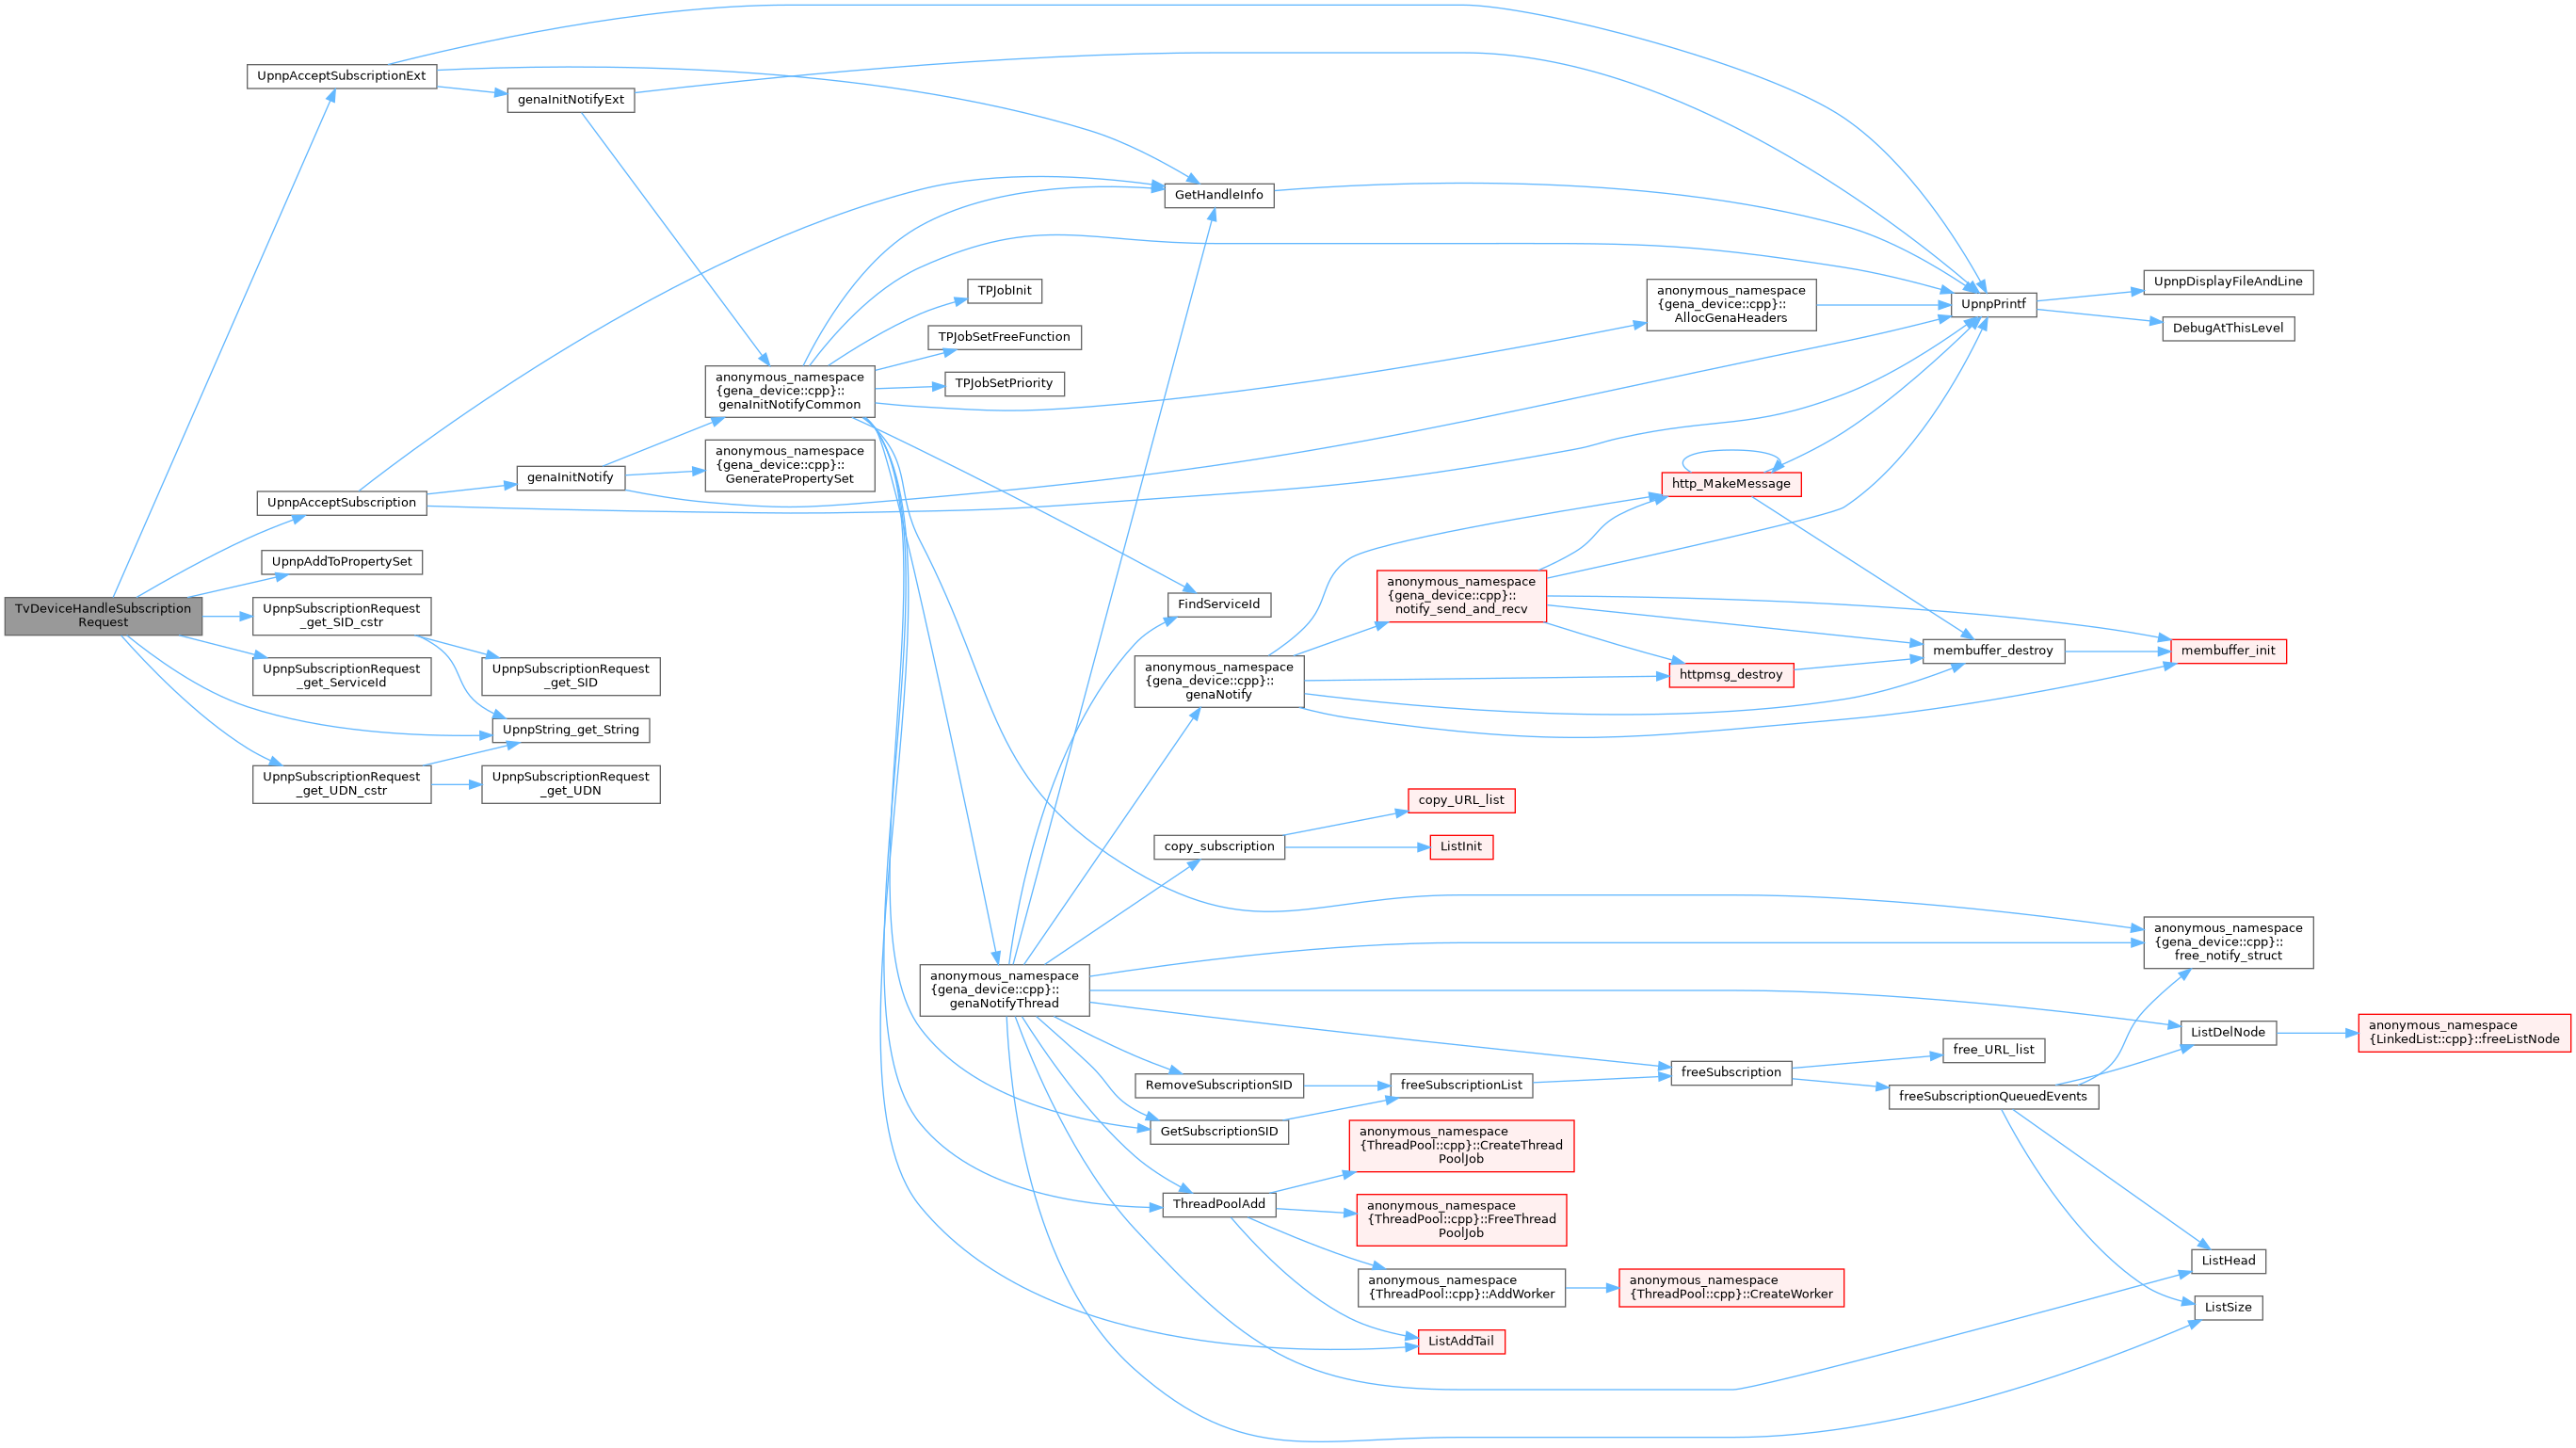 UpnpAcceptSubscriptionExt
genaInitNotifyExt
GetHandleInfo
TPJobInit
anonymous_namespace
{gena_device::cpp}::
AllocGenaHeaders
UpnpPrintf
UpnpDisplayFileAndLine
DebugAtThisLevel
TPJobSetFreeFunction
TPJobSetPriority
anonymous_namespace
{gena_device::cpp}::
genaInitNotifyCommon
anonymous_namespace
{gena_device::cpp}::
GeneratePropertySet
genaInitNotify
UpnpAcceptSubscription
http_MakeMessage
UpnpAddToPropertySet
TvDeviceHandleSubscription
Request
UpnpSubscriptionRequest
_get_SID_cstr
UpnpSubscriptionRequest
_get_ServiceId
UpnpSubscriptionRequest
_get_SID
UpnpString_get_String
UpnpSubscriptionRequest
_get_UDN_cstr
UpnpSubscriptionRequest
_get_UDN
FindServiceId
anonymous_namespace
{gena_device::cpp}::
notify_send_and_recv
anonymous_namespace
{gena_device::cpp}::
genaNotify
httpmsg_destroy
membuffer_destroy
membuffer_init
copy_URL_list
copy_subscription
ListInit
anonymous_namespace
{gena_device::cpp}::
free_notify_struct
anonymous_namespace
{gena_device::cpp}::
genaNotifyThread
ListDelNode
anonymous_namespace
{LinkedList::cpp}::freeListNode
free_URL_list
freeSubscription
freeSubscriptionQueuedEvents
RemoveSubscriptionSID
freeSubscriptionList
GetSubscriptionSID
anonymous_namespace
{ThreadPool::cpp}::CreateThread
PoolJob
ThreadPoolAdd
anonymous_namespace
{ThreadPool::cpp}::FreeThread
PoolJob
anonymous_namespace
{ThreadPool::cpp}::AddWorker
anonymous_namespace
{ThreadPool::cpp}::CreateWorker
ListHead
ListSize
ListAddTail